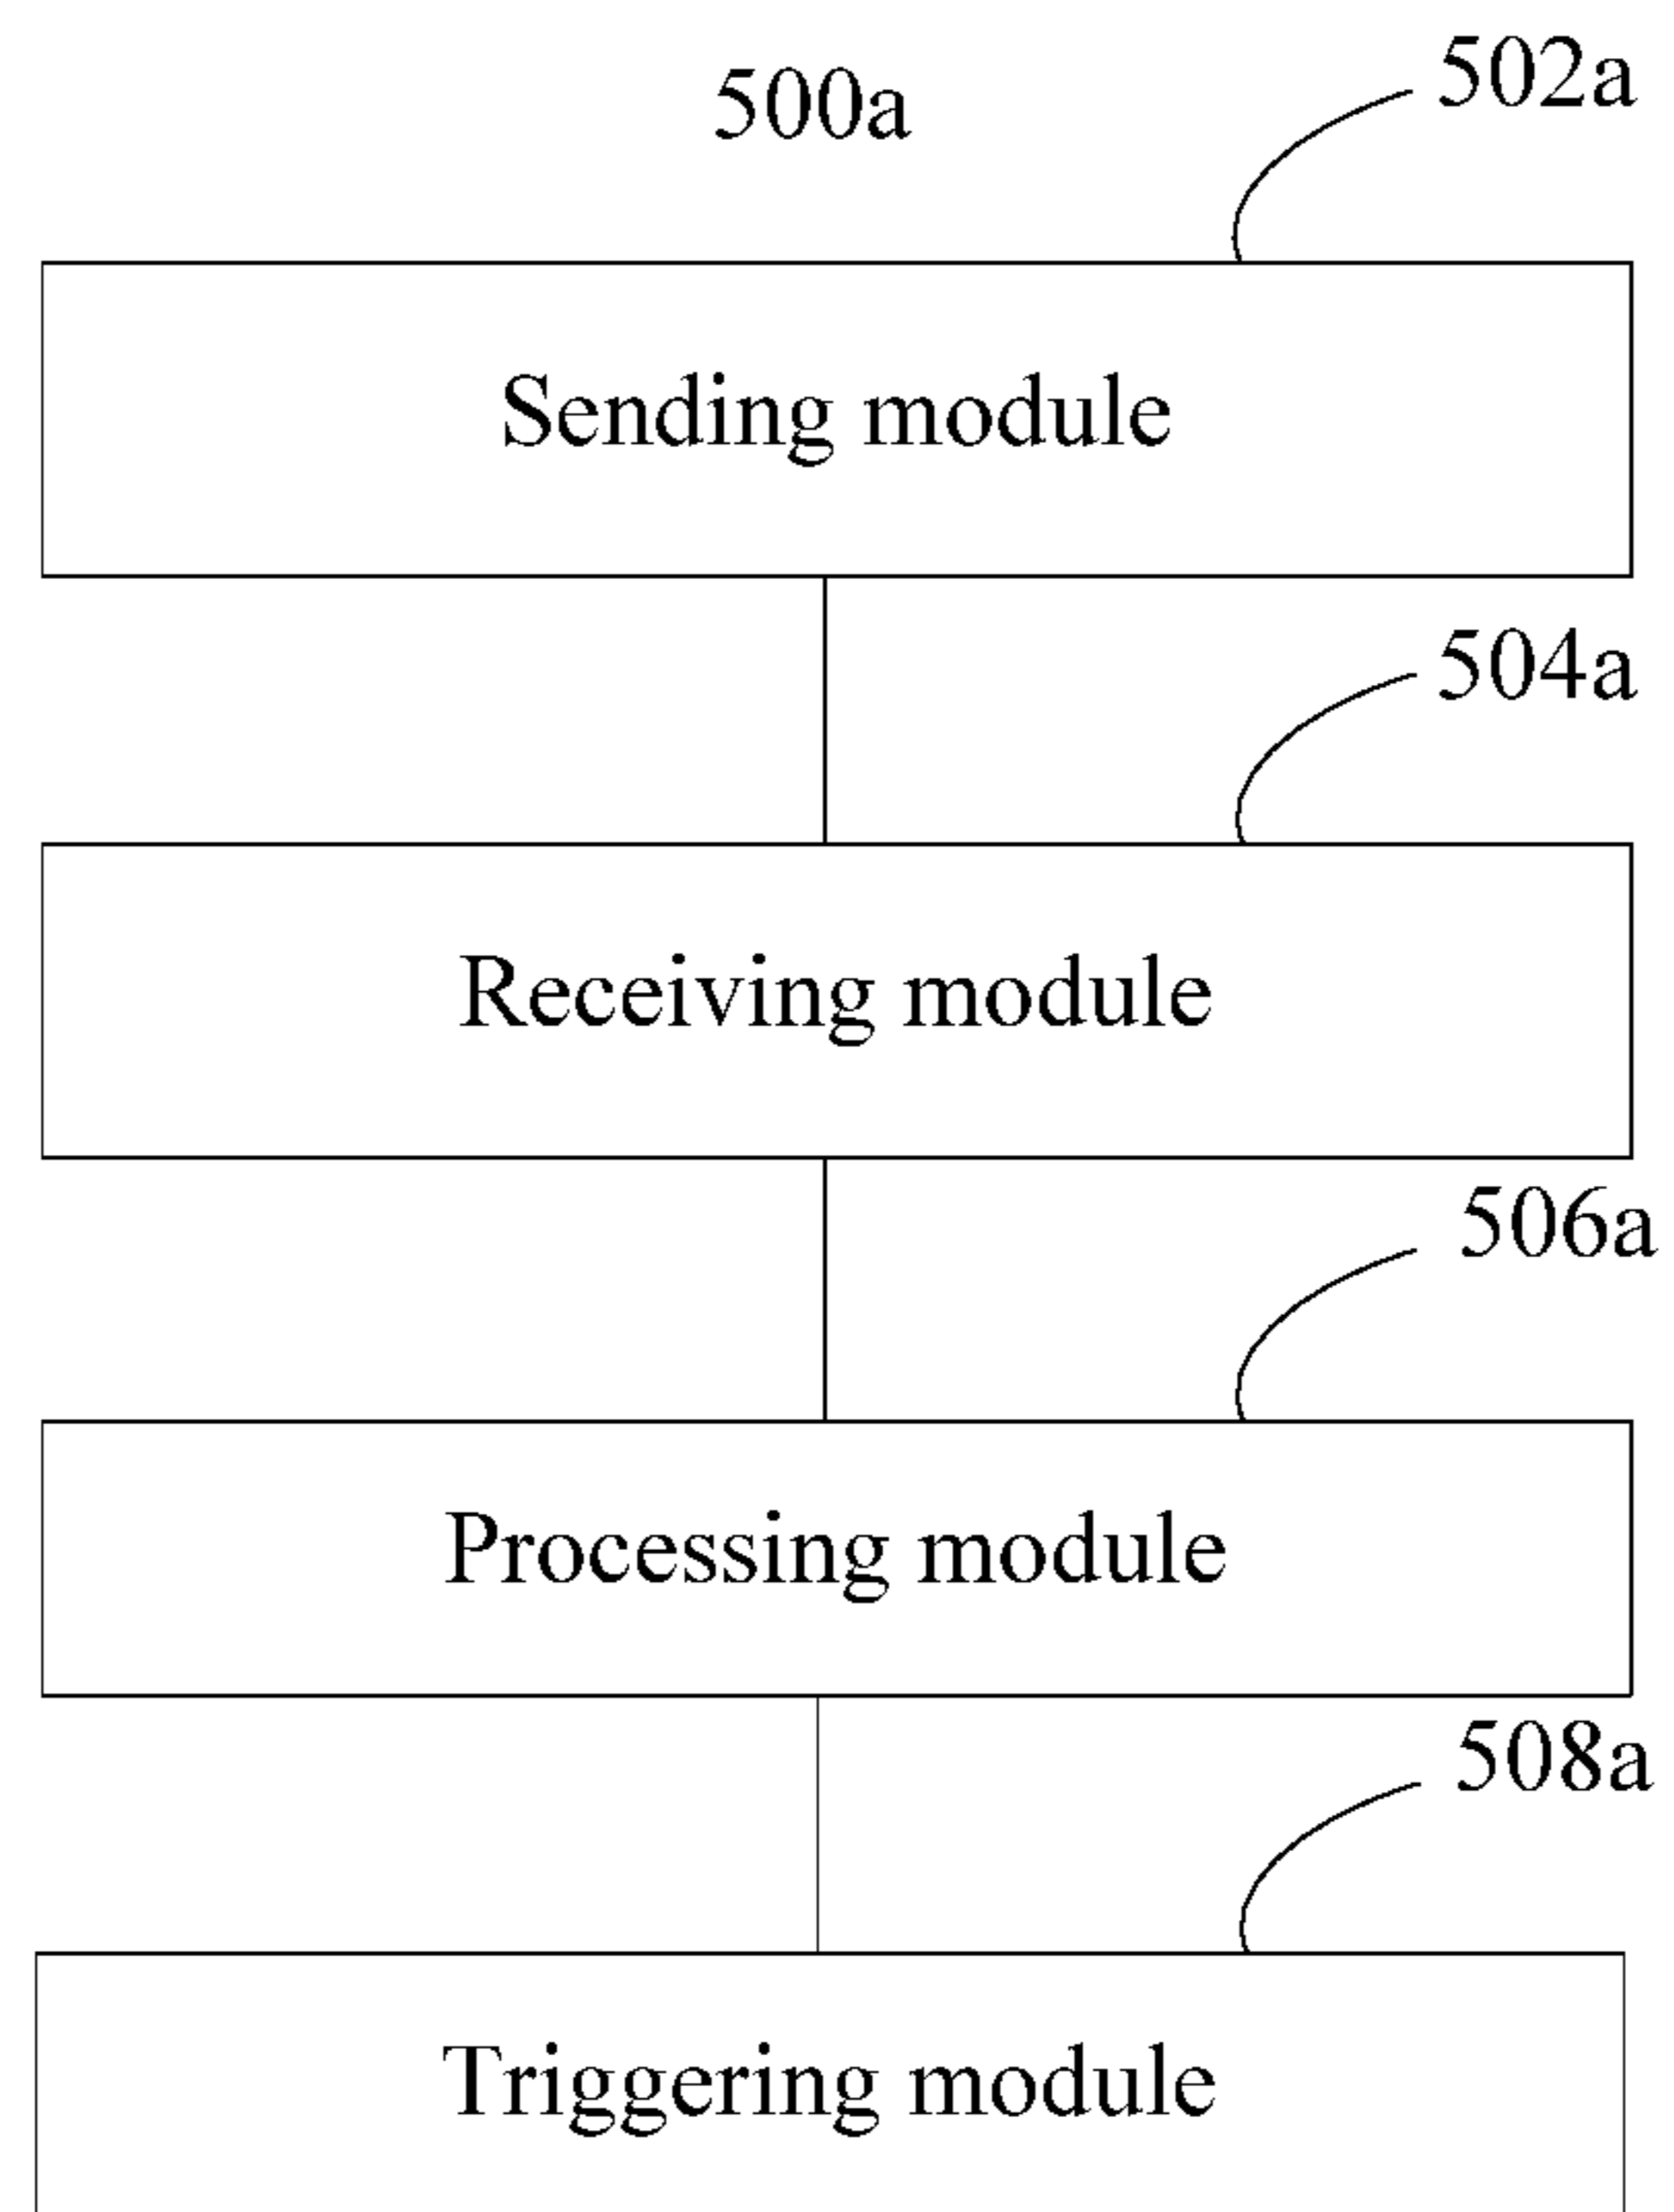 500a
502a
Sending module
504a
Receiving module
506a
Processing module
508a
Triggering module